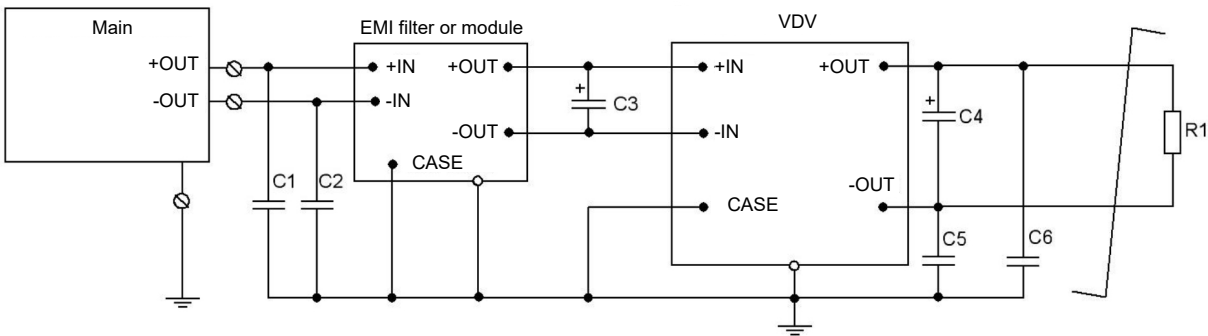 Main
EMI filter or module
VDV
+OUT
-OUT
+IN
-IN
+OUT
-OUT
CASE
+
C3
+IN
-IN
CASE
+OUT
-OUT
+
C4
R1
C1
C2
C5
C6